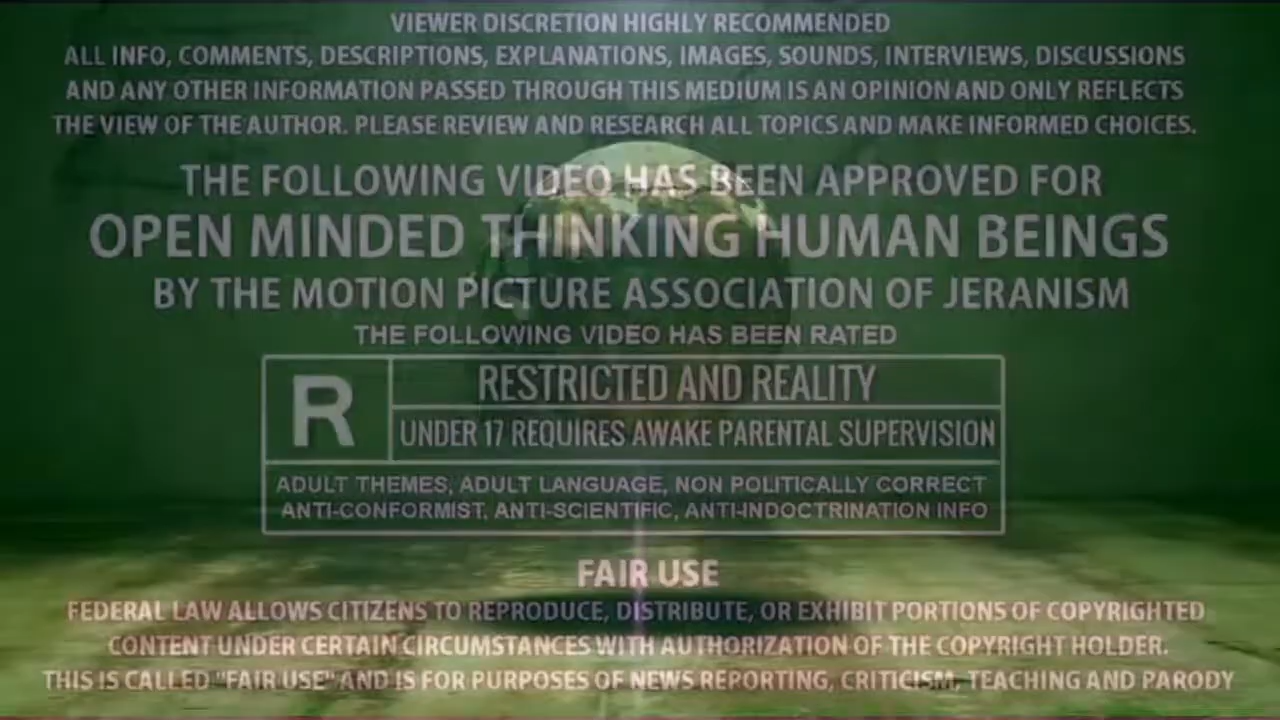 VIEWER DISCRETION HIGHLY RECOMMENDED
ALL INFO, COMMENTS, DESCRIPTIONS, EXPLANATIONS, IMAGES, SOUNDS, INTERVIEWS, DISCUSSIONS
AND ANY OTHER INFORMATION PASSED THROUGH THIS MEDIUM IS AN OPINION AND ONLY REFLECTS
THE VIEW OF THE AUTHOR. PLEASE REVIEW AND RESEARCH ALL TOPICS AND MAKE INFORMED CHOICES.
THE FOLLOWING VIDEO HAS BEEN APPROVED FOR
OPEN MINDED THINKING HUMAN BEINGS
BY THE MOTION PICTURE ASSOCIATION OF JERANISM
THE FOLLOWING VIDEO HAS BEEN RATED
R
RESTRICTED AND REALITY
UNDER 17 REQUIRES AWAKE PARENTAL SUPERVISION
ADULT THEMES, ADULT LANGUAGE, NON POLITICALLY CORRECT
ANTI-CONFORMIST, ANTI-SCIENTIFIC, ANTI-INDOCTRINATION INFO
FAIR USE
FEDERAL LAW ALLOWS CITIZENS TO REPRODUCE, DISTRIBUTE, OR EXHIBIT PORTIONS OF COPYRIGHTED
CONTENT UNDER CERTAIN CIRCUMSTANCES WITH AUTHORIZATION OF THE COPYRIGHT HOLDER.
THIS IS CALLED "FAIR USE" AND IS FOR PURPOSES OF NEWS REPORTING, CRITICISM, TEACHING AND PARODY